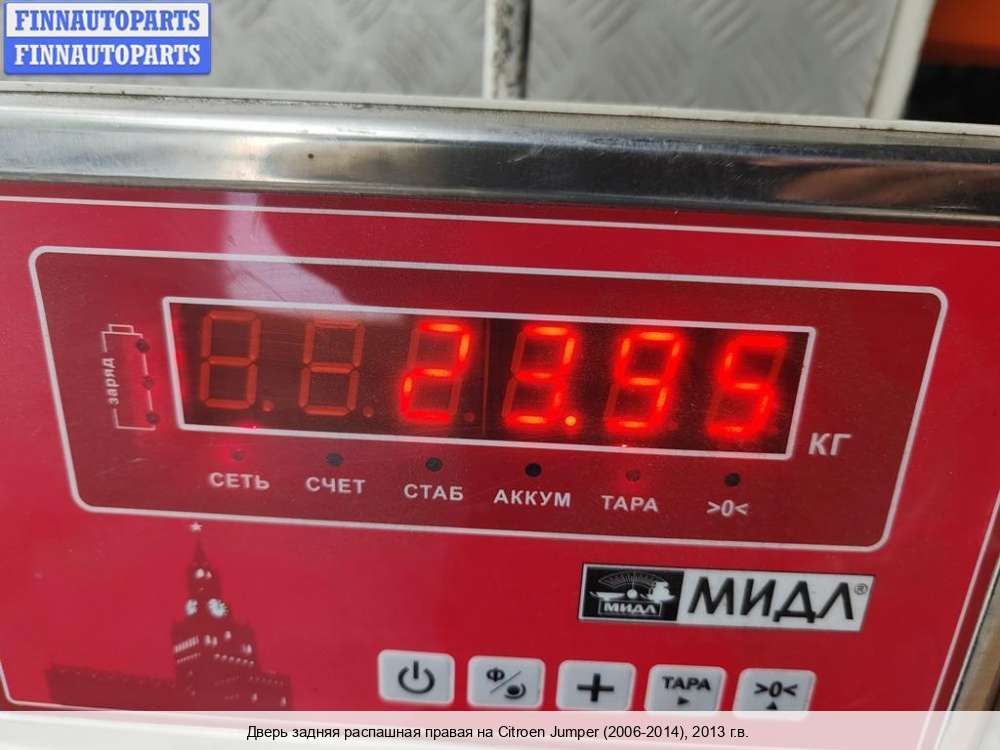 FINNAUTOPARTS
FINNAUTOPARTS
заряд
23.95
КГ
СЕТЬ СЧЕТ СТАБ АККУМ ТАРА >0<
МИДЛ МИДЛ®
Ф
ТАРА >0<
Дверь задняя распашная правая на Citroen Jumper (2006-2014), 2013 г.в.